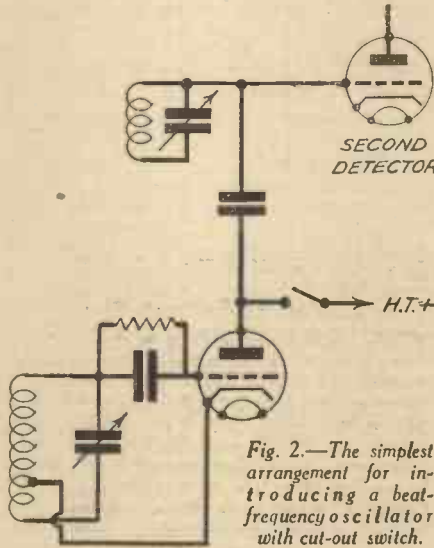 SECOND
DETECTOR
H.T.+
Fig. 2.—The simplest
arrangement for in-
troducing a beat-
frequency oscillator
with cut-out switch.